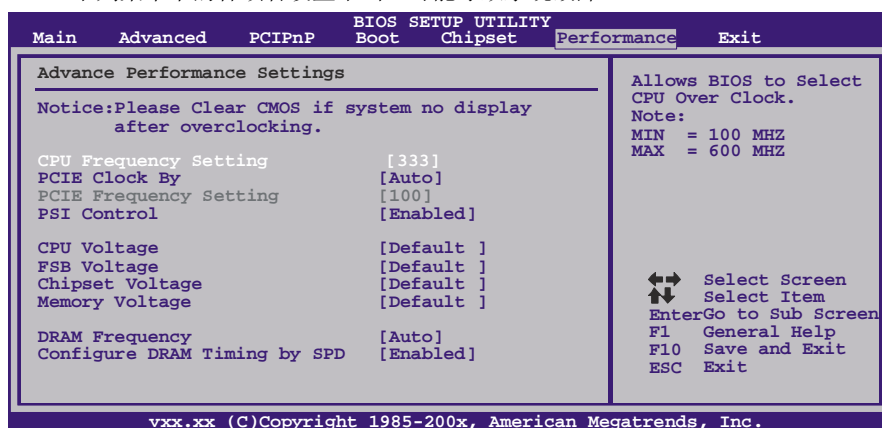 BIOS SETUP UTILITY
Main Advanced PCIPnP Boot Chipset Performance Exit
Advance Performance Settings
Notice:Please Clear CMOS if system no display
after overclocking.
CPU Frequency Setting [333]
PCIE Clock By [Auto]
PCIE Frequency Setting [100]
PSI Control [Enabled]
CPU Voltage [Default ]
FSB Voltage [Default ]
Chipset Voltage [Default ]
Memory Voltage [Default ]
DRAM Frequency [Auto]
Configure DRAM Timing by SPD [Enabled]
Allows BIOS to Select
CPU Over Clock.
Note:
MIN = 100 MHZ
MAX = 600 MHZ
Select Screen
Select Item
EnterGo to Sub Screen
F1 General Help
F10 Save and Exit
ESC Exit
vxx.xx (C)Copyright 1985-200x, American Megatrends, Inc.